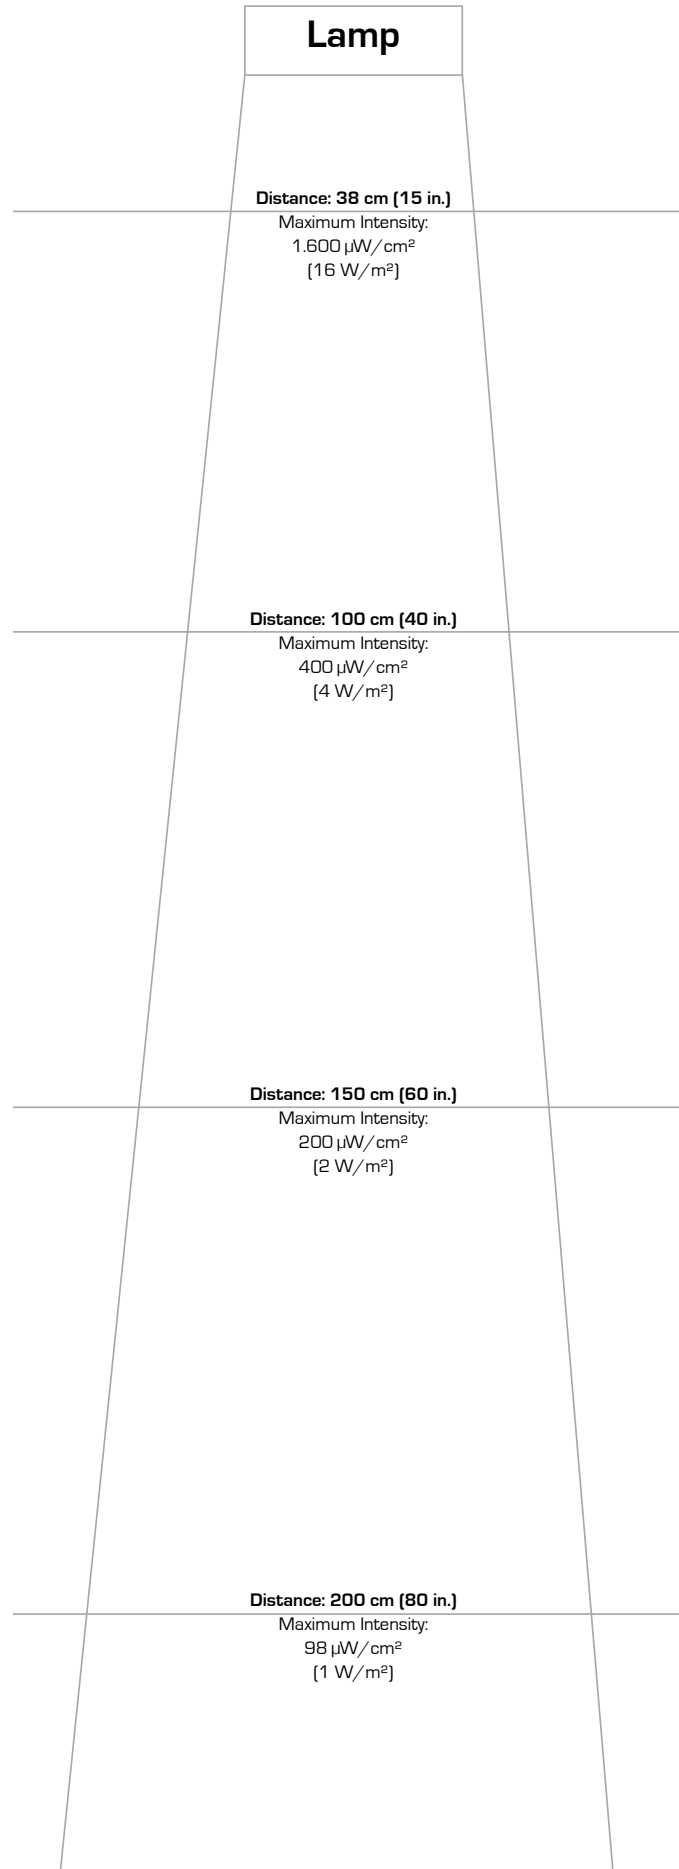 Lamp
Distance: 38 cm (15 in.)
Maximum Intensity:
1.600 µW/cm²
(16 W/m²)
Distance: 100 cm (40 in.)
Maximum Intensity:
400 µW/cm²
(4 W/m²)
Distance: 150 cm (60 in.)
Maximum Intensity:
200 µW/cm²
(2 W/m²)
Distance: 200 cm (80 in.)
Maximum Intensity:
98 µW/cm²
(1 W/m²)